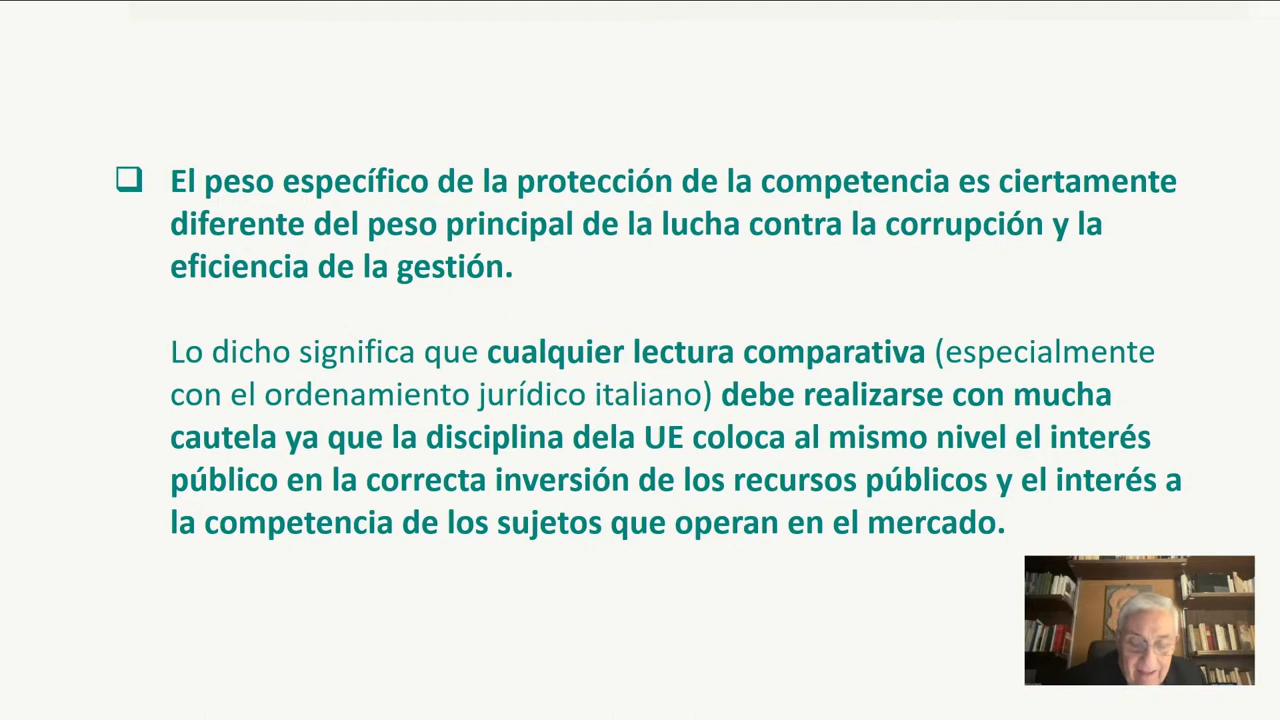 El peso específico de la protección de la competencia es ciertamente
diferente del peso principal de la lucha contra la corrupción y la
eficiencia de la gestión.
Lo dicho significa que cualquier lectura comparativa (especialmente
con el ordenamiento jurídico italiano) debe realizarse con mucha
cautela ya que la disciplina dela UE coloca al mismo nivel el interés
público en la correcta inversión de los recursos públicos y el interés a
la competencia de los sujetos que operan en el mercado.